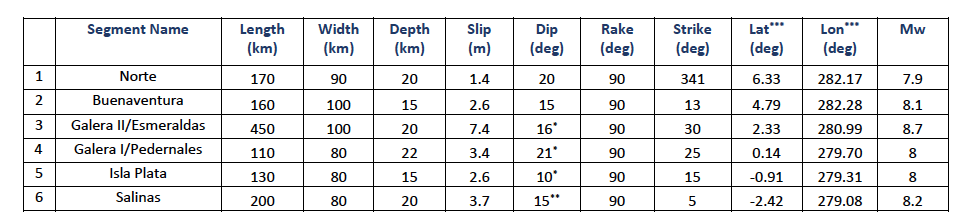 Segment Name Length (km) Width (km) Depth (km) Slip (m) Dip (deg) Rake (deg) Strike (deg) Lat*** (deg) Lon*** (deg) Mw
1 Norte 170 90 20 1.4 20 90 341 6.33 282.17 7.9
2 Buenaventura 160 100 15 2.6 15 90 13 4.79 282.28 8.1
3 Galera II/Esmeraldas 450 100 20 7.4 16* 90 30 2.33 280.99 8.7
4 Galera I/Pedernales 110 80 22 3.4 21* 90 25 0.14 279.70 8
5 Isla Plata 130 80 15 2.6 10* 90 15 -0.91 279.31 8
6 Salinas 200 80 20 3.7 15** 90 5 -2.42 279.08 8.2